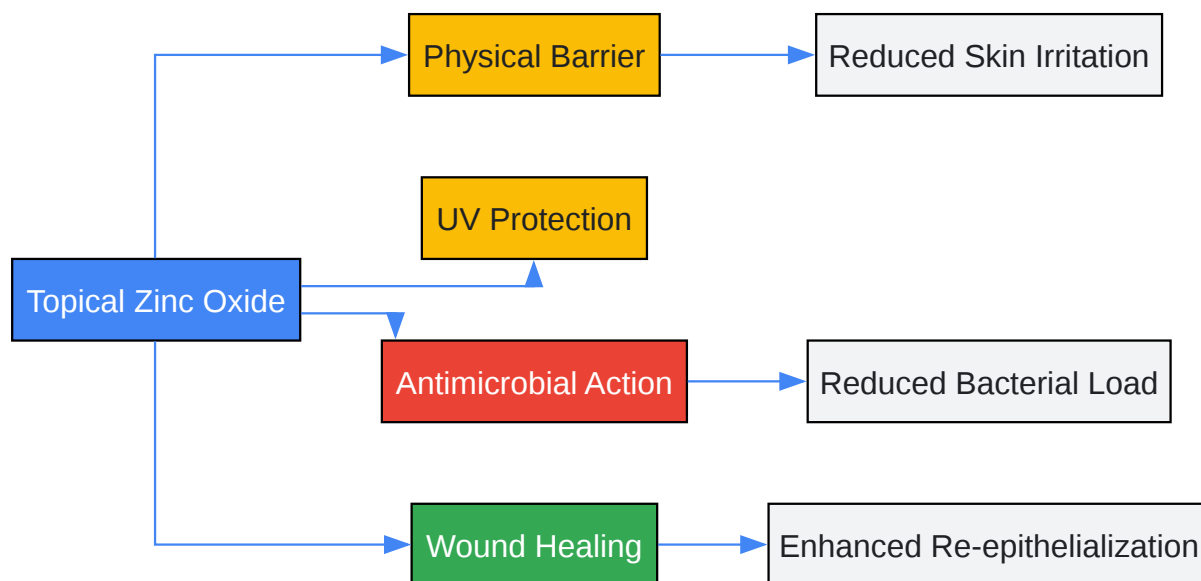 Physical Barrier
Reduced Skin Irritation
UV Protection
Topical Zinc Oxide
Antimicrobial Action
Reduced Bacterial Load
Wound Healing
Enhanced Re-epithelialization